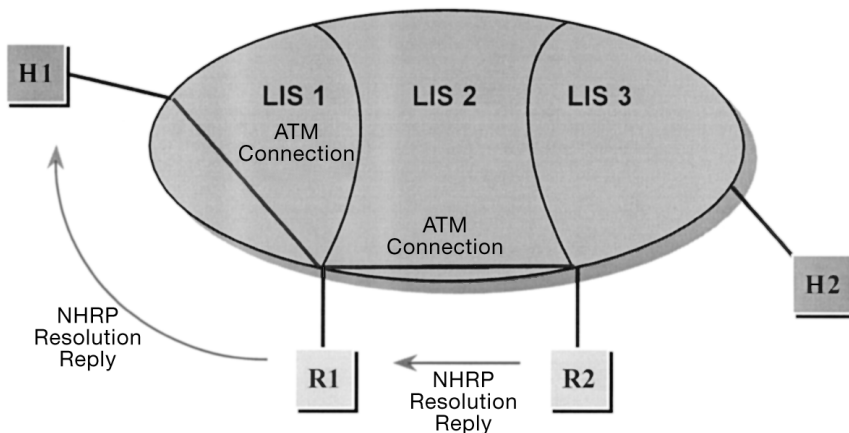 H1
LIS 1
LIS 2
LIS 3
ATM
Connection
ATM
Connection
H2
NHRP
Resolution
Reply
R1
NHRP
Resolution
Reply
R2